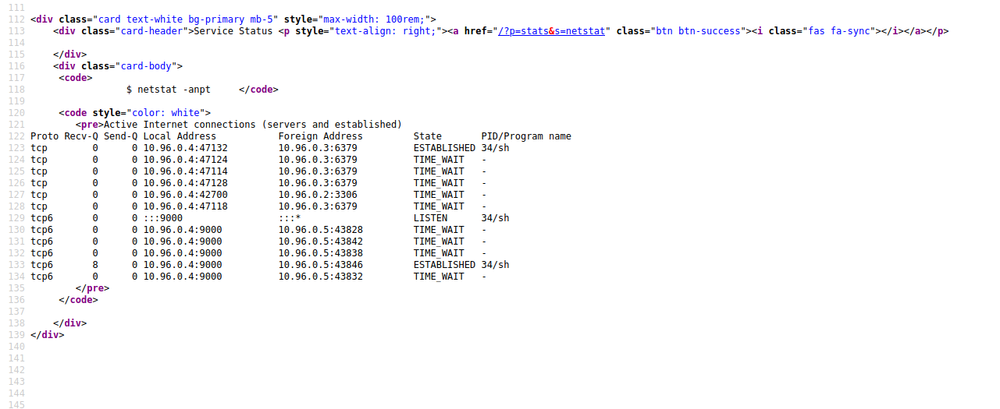 111
112 <div class="card text-white bg-primary mb-5" style="max-width: 100rem;">
113     <div class="card-header">Service Status <p style="text-align: right;"><a href="/?p=stats&s=netstat" class="btn btn-success"><i class="fas fa-sync"></i></a></p>
114
115     </div>
116     <div class="card-body">
117      <code>
118                  $ netstat -anpt     </code>
119
120      <code style="color: white">
121         <pre>Active Internet connections (servers and established)
122 Proto Recv-Q Send-Q Local Address           Foreign Address         State       PID/Program name
123 tcp        0      0 10.96.0.4:47132         10.96.0.3:6379          ESTABLISHED 34/sh
124 tcp        0      0 10.96.0.4:47124         10.96.0.3:6379          TIME_WAIT   -
125 tcp        0      0 10.96.0.4:47114         10.96.0.3:6379          TIME_WAIT   -
126 tcp        0      0 10.96.0.4:47128         10.96.0.3:6379          TIME_WAIT   -
127 tcp        0      0 10.96.0.4:42700         10.96.0.2:3306          TIME_WAIT   -
128 tcp        0      0 10.96.0.4:47118         10.96.0.3:6379          TIME_WAIT   -
129 tcp6       0      0 :::9000                 :::*                    LISTEN      34/sh
130 tcp6       0      0 10.96.0.4:9000          10.96.0.5:43828         TIME_WAIT   -
131 tcp6       0      0 10.96.0.4:9000          10.96.0.5:43842         TIME_WAIT   -
132 tcp6       0      0 10.96.0.4:9000          10.96.0.5:43838         TIME_WAIT   -
133 tcp6       8      0 10.96.0.4:9000          10.96.0.5:43846         ESTABLISHED 34/sh
134 tcp6       0      0 10.96.0.4:9000          10.96.0.5:43832         TIME_WAIT   -
135         </pre>
136      </code>
137
138     </div>
139 </div>
140
141
142
143
144
145